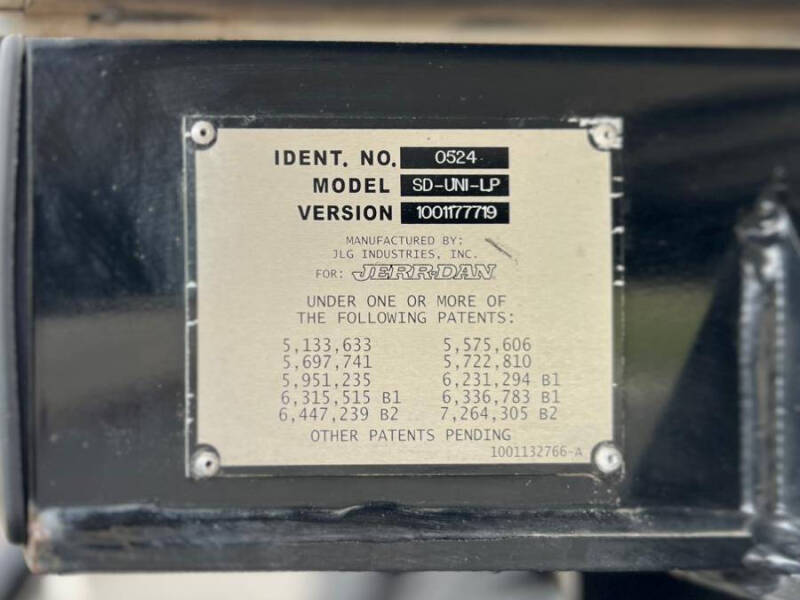 IDENT. NO. 0524
MODEL SD-UNI-LP
VERSION 1001177719
MANUFACTURED BY:
JLG INDUSTRIES, INC.
FOR: JERR-DAN
UNDER ONE OR MORE OF
THE FOLLOWING PATENTS:
5,133,633 5,575,606
5,697,741 5,722,810
5,951,235 6,231,294 B1
6,315,515 B1 6,336,783 B1
6,447,239 B2 7,264,305 B2
OTHER PATENTS PENDING
1001132766-A